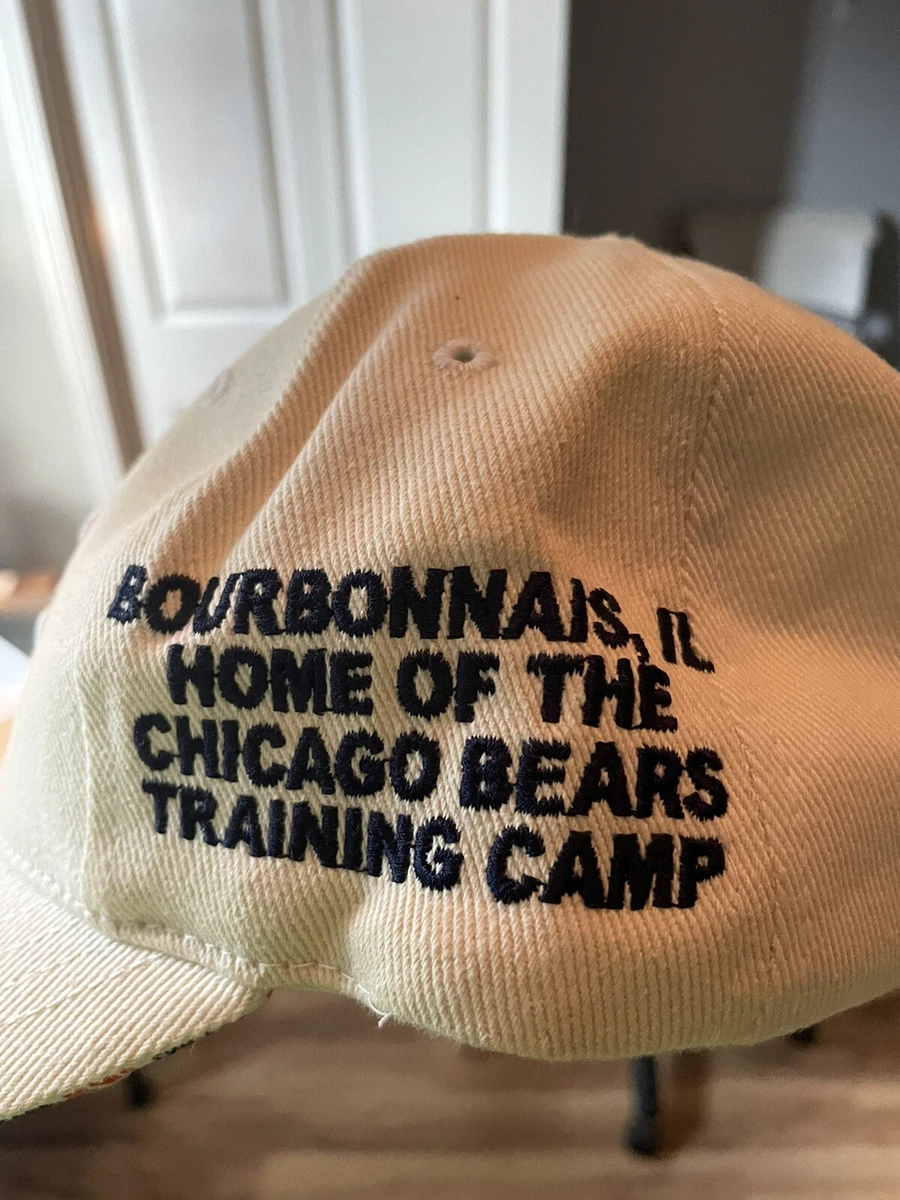 BOURBONNAIS, IL
HOME OF THE
CHICAGO BEARS
TRAINING CAMP